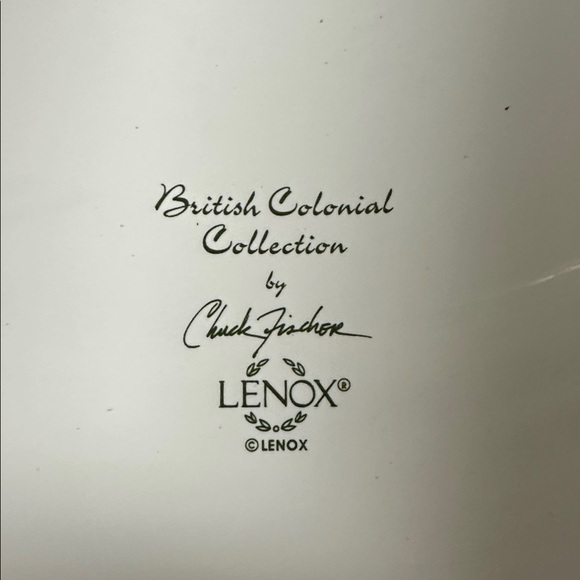 British Colonial
Collection
by
Chuck Fischer
LENOX®
© LENOX